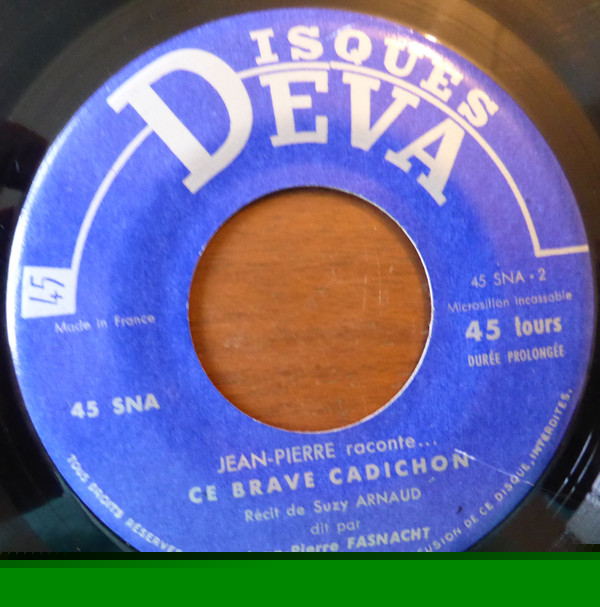 DISQUES
DEVA
45
45 SNA - 2
Microsillon incassable
Made in France
45 tours
DURÉE PROLONGÉE
45 SNA
JEAN-PIERRE raconte...
CE BRAVE CADICHON
Récit de Suzy ARNAUD
dit par
Pierre FASNACHT
TOUS DROITS RÉSERVÉS
DE CE DISQUE, INTERDITES.